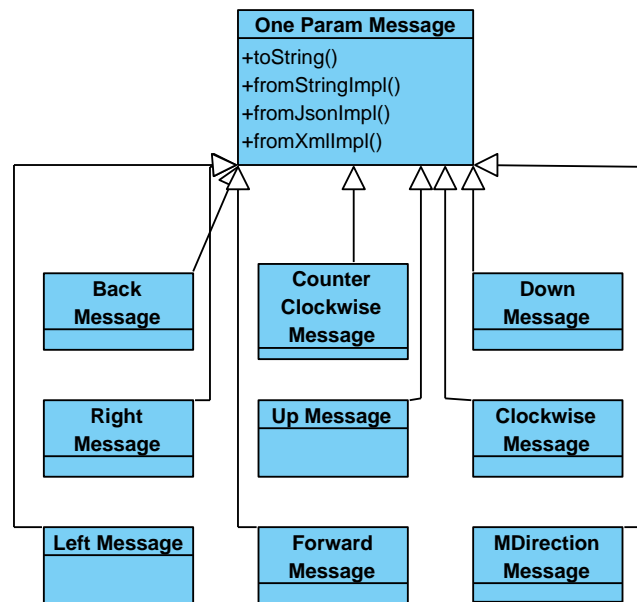 One Param Message
+toString()
+fromStringImpl()
+fromJsonImpl()
+fromXmlImpl()
Back
Message
Counter
Clockwise
Message
Down
Message
Right
Message
Up Message
Clockwise
Message
Left Message
Forward
Message
MDirection
Message